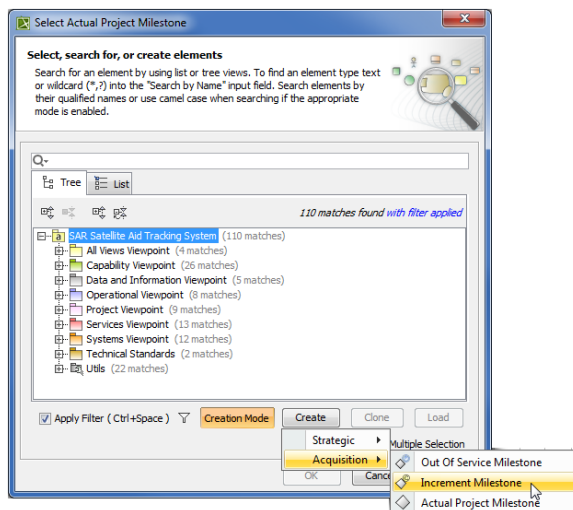 Select Actual Project Milestone
Select, search for, or create elements
Search for an element by using list or tree views. To find an element type text
or wildcard (*,?) into the "Search by Name" input field. Search elements by
their qualified names or use camel case when searching if the appropriate
mode is enabled.
Tree
List
110 matches found with filter applied
SAR Satellite Aid Tracking System (110 matches)
All Views Viewpoint (4 matches)
Capability Viewpoint (26 matches)
Data and Information Viewpoint (5 matches)
Operational Viewpoint (8 matches)
Project Viewpoint (9 matches)
Services Viewpoint (13 matches)
Systems Viewpoint (12 matches)
Technical Standards (2 matches)
Utils (22 matches)
Apply Filter ( Ctrl+Space )
Creation Mode
Create
Clone
Load
Strategic
Multiple Selection
Acquisition
Out Of Service Milestone
OK
Increment Milestone
Actual Project Milestone